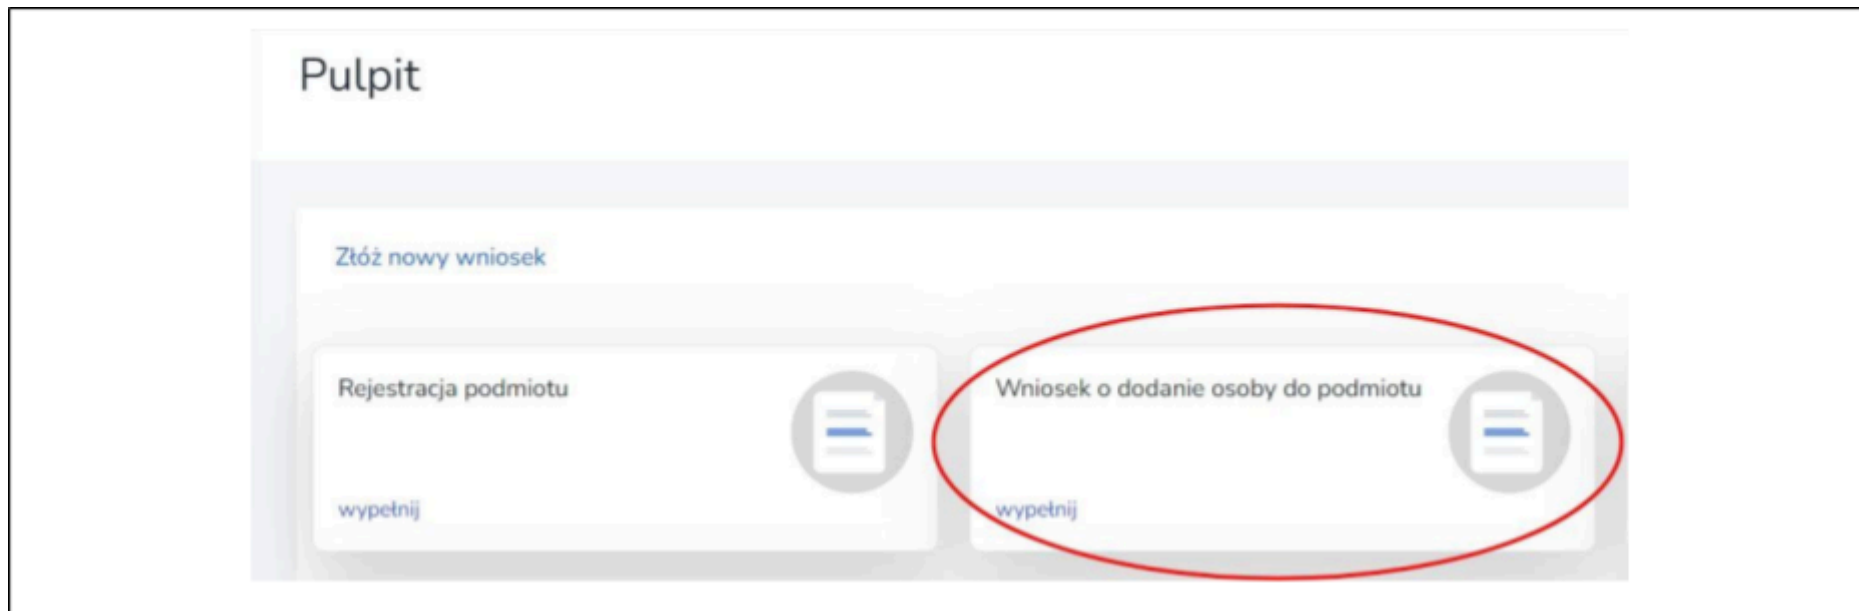 Pulpit
Złóż nowy wniosek
Rejestracja podmiotu
wypełnij
Wniosek o dodanie osoby do podmiotu
wypełnij